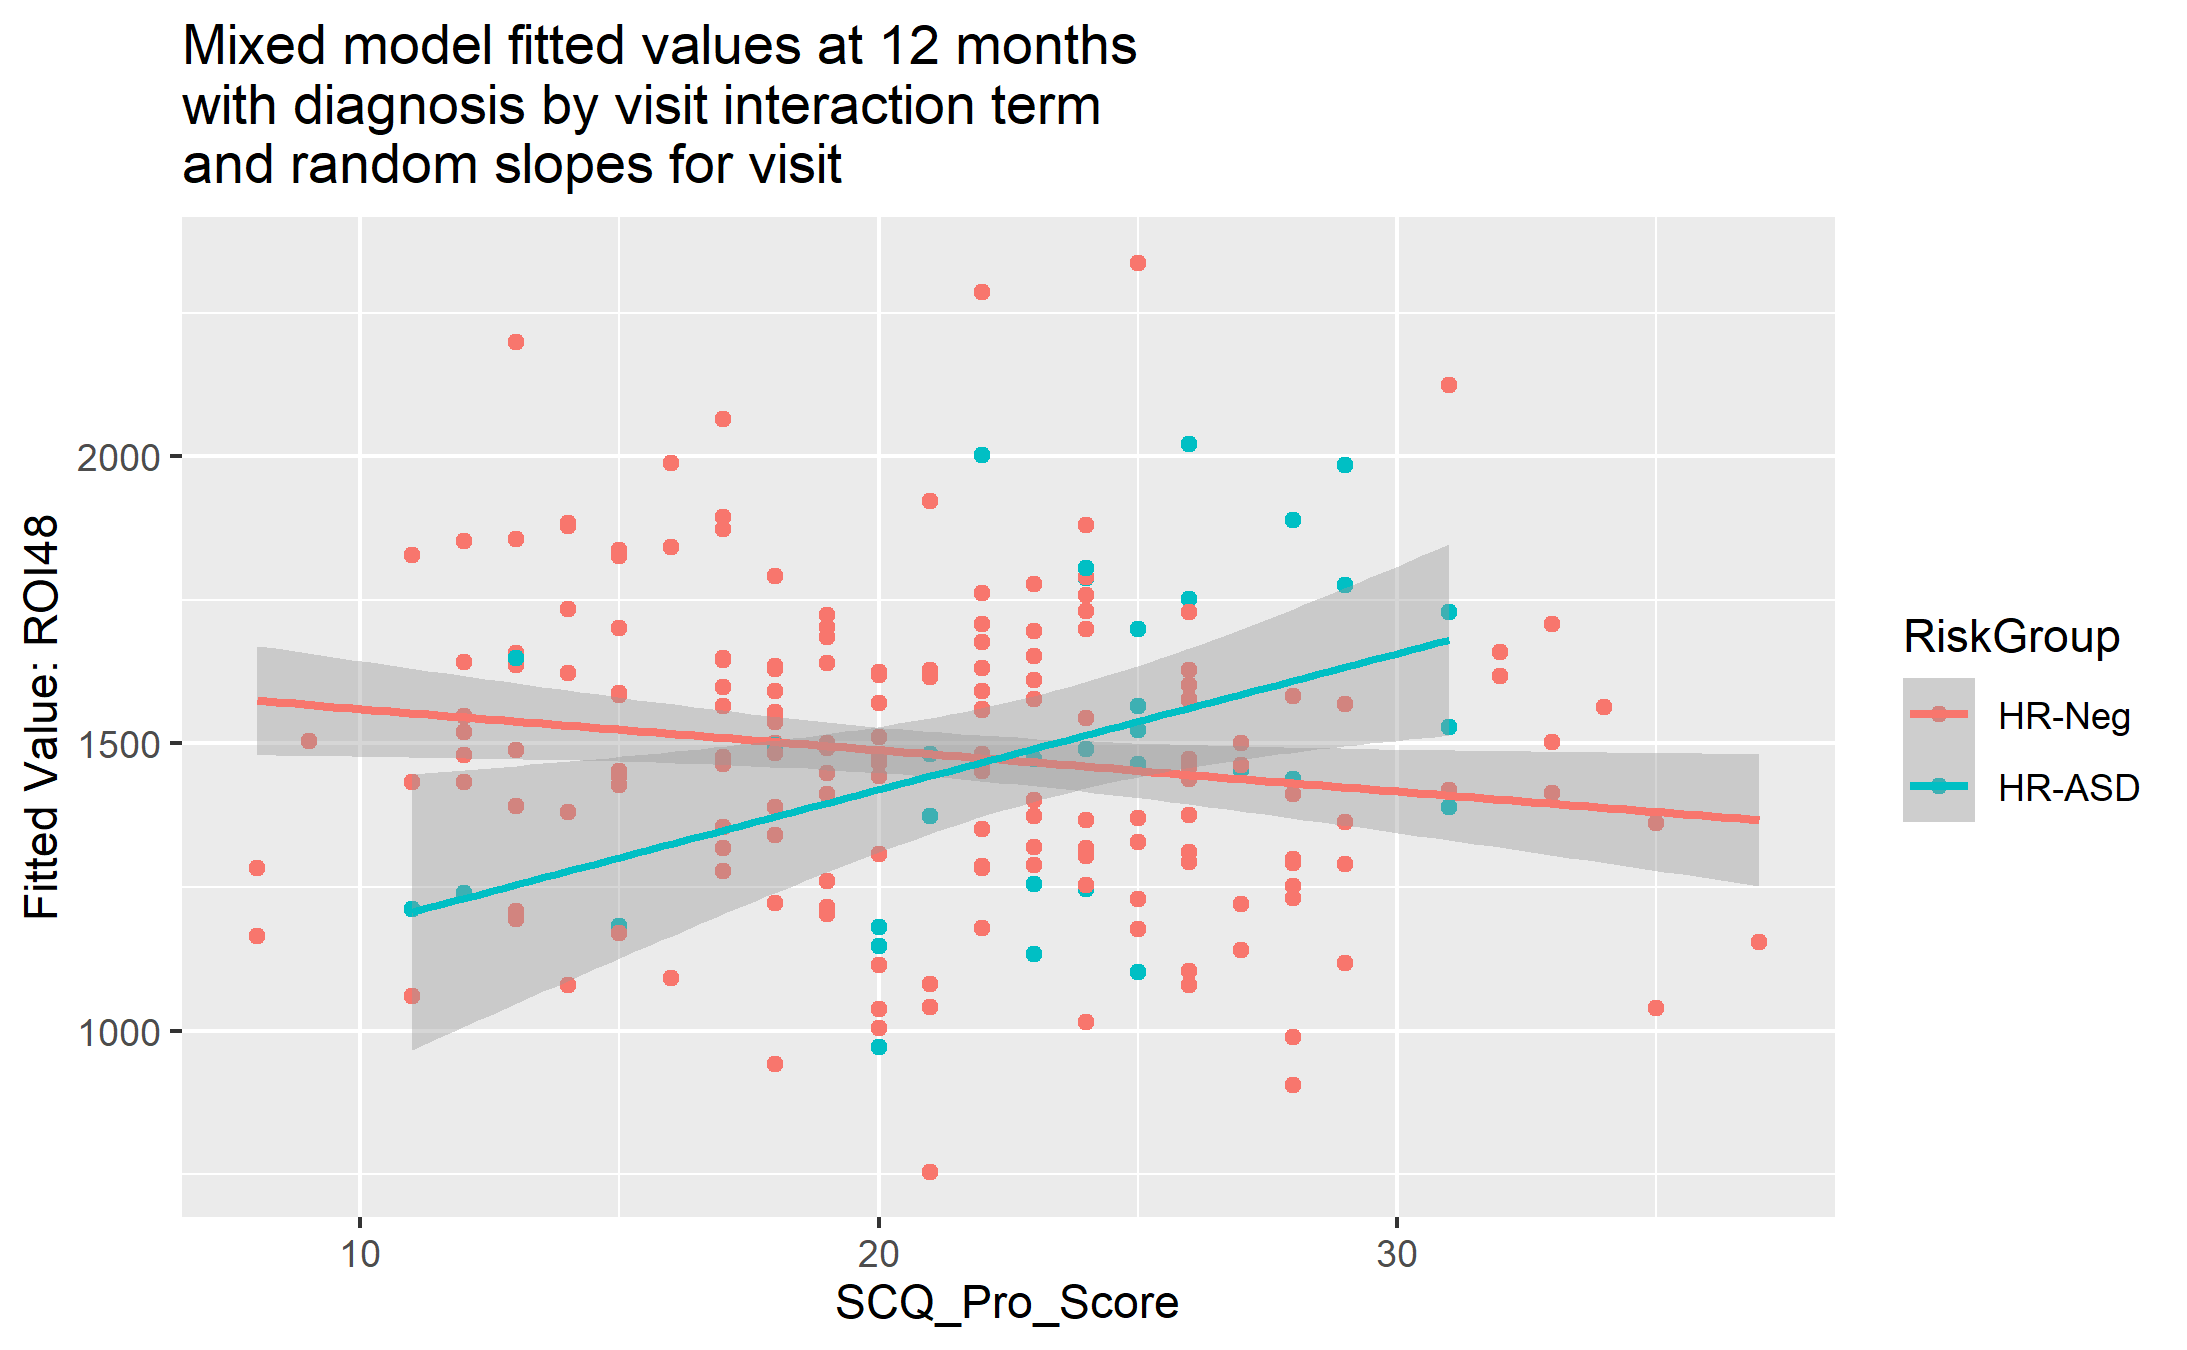 Mixed model fitted values at 12 months
with diagnosis by visit interaction term
and random slopes for visit
Fitted Value: ROI48
2000
1500
1000
10
20
30
SCQ_Pro_Score
RiskGroup
HR-Neg
HR-ASD